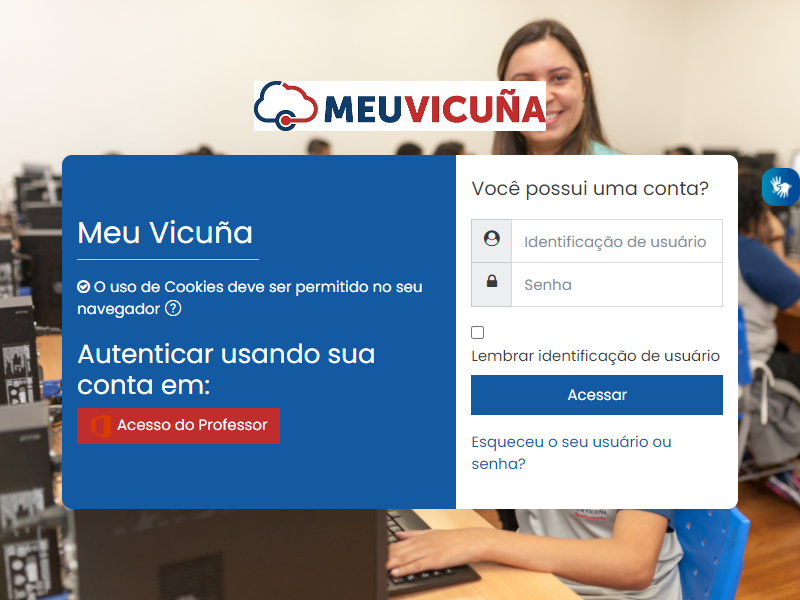 MEUVICUÑA
Meu Vicuña
O uso de Cookies deve ser permitido no seu
navegador
Autenticar usando sua
conta em:
Acesso do Professor
Você possui uma conta?
Identificação de usuário
Senha
Lembrar identificação de usuário
Acessar
Esqueceu o seu usuário ou
senha?